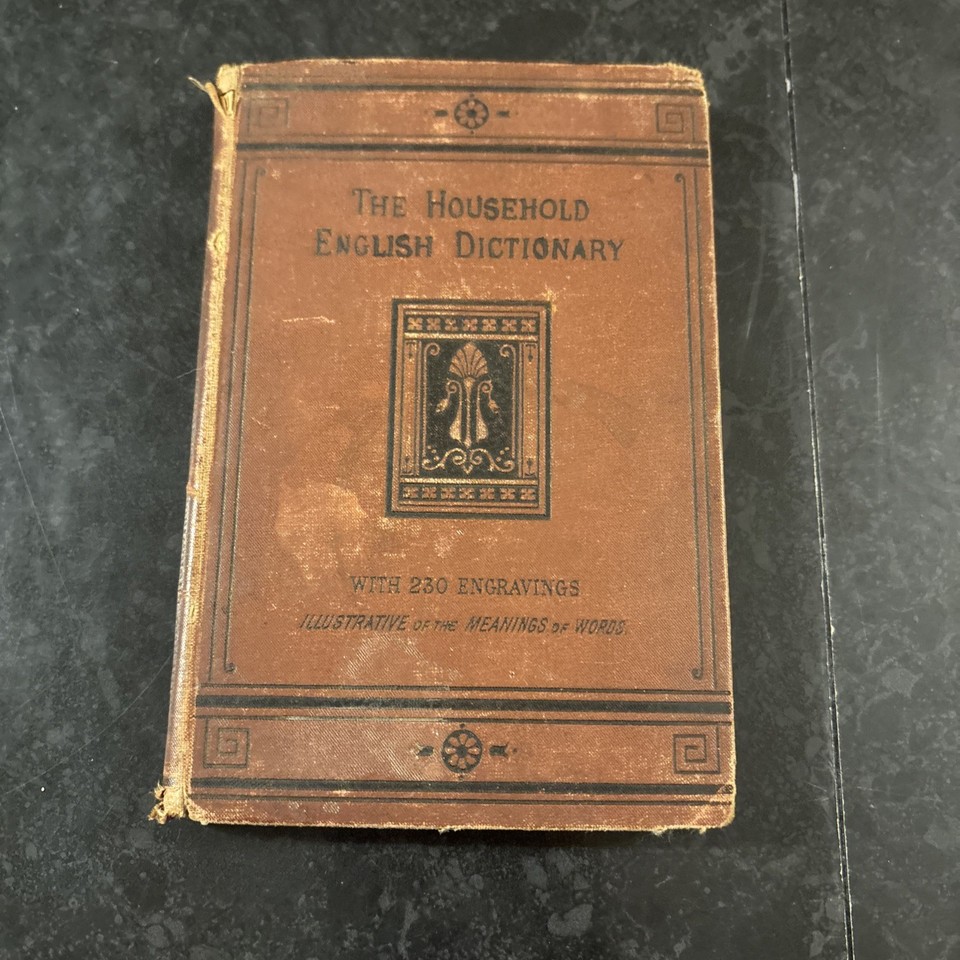 THE HOUSEHOLD
ENGLISH DICTIONARY
WITH 230 ENGRAVINGS
ILLUSTRATIVE OF THE MEANINGS OF WORDS.